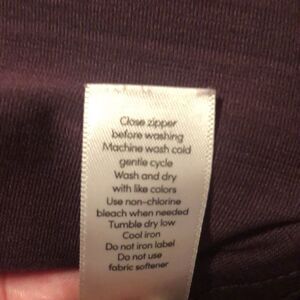 Close zipper
before washing
Machine wash cold
gentle cycle
Wash and dry
with like colors
Use non-chlorine
bleach when needed
Tumble dry low
Cool iron
Do not iron label
Do not use
fabric softener